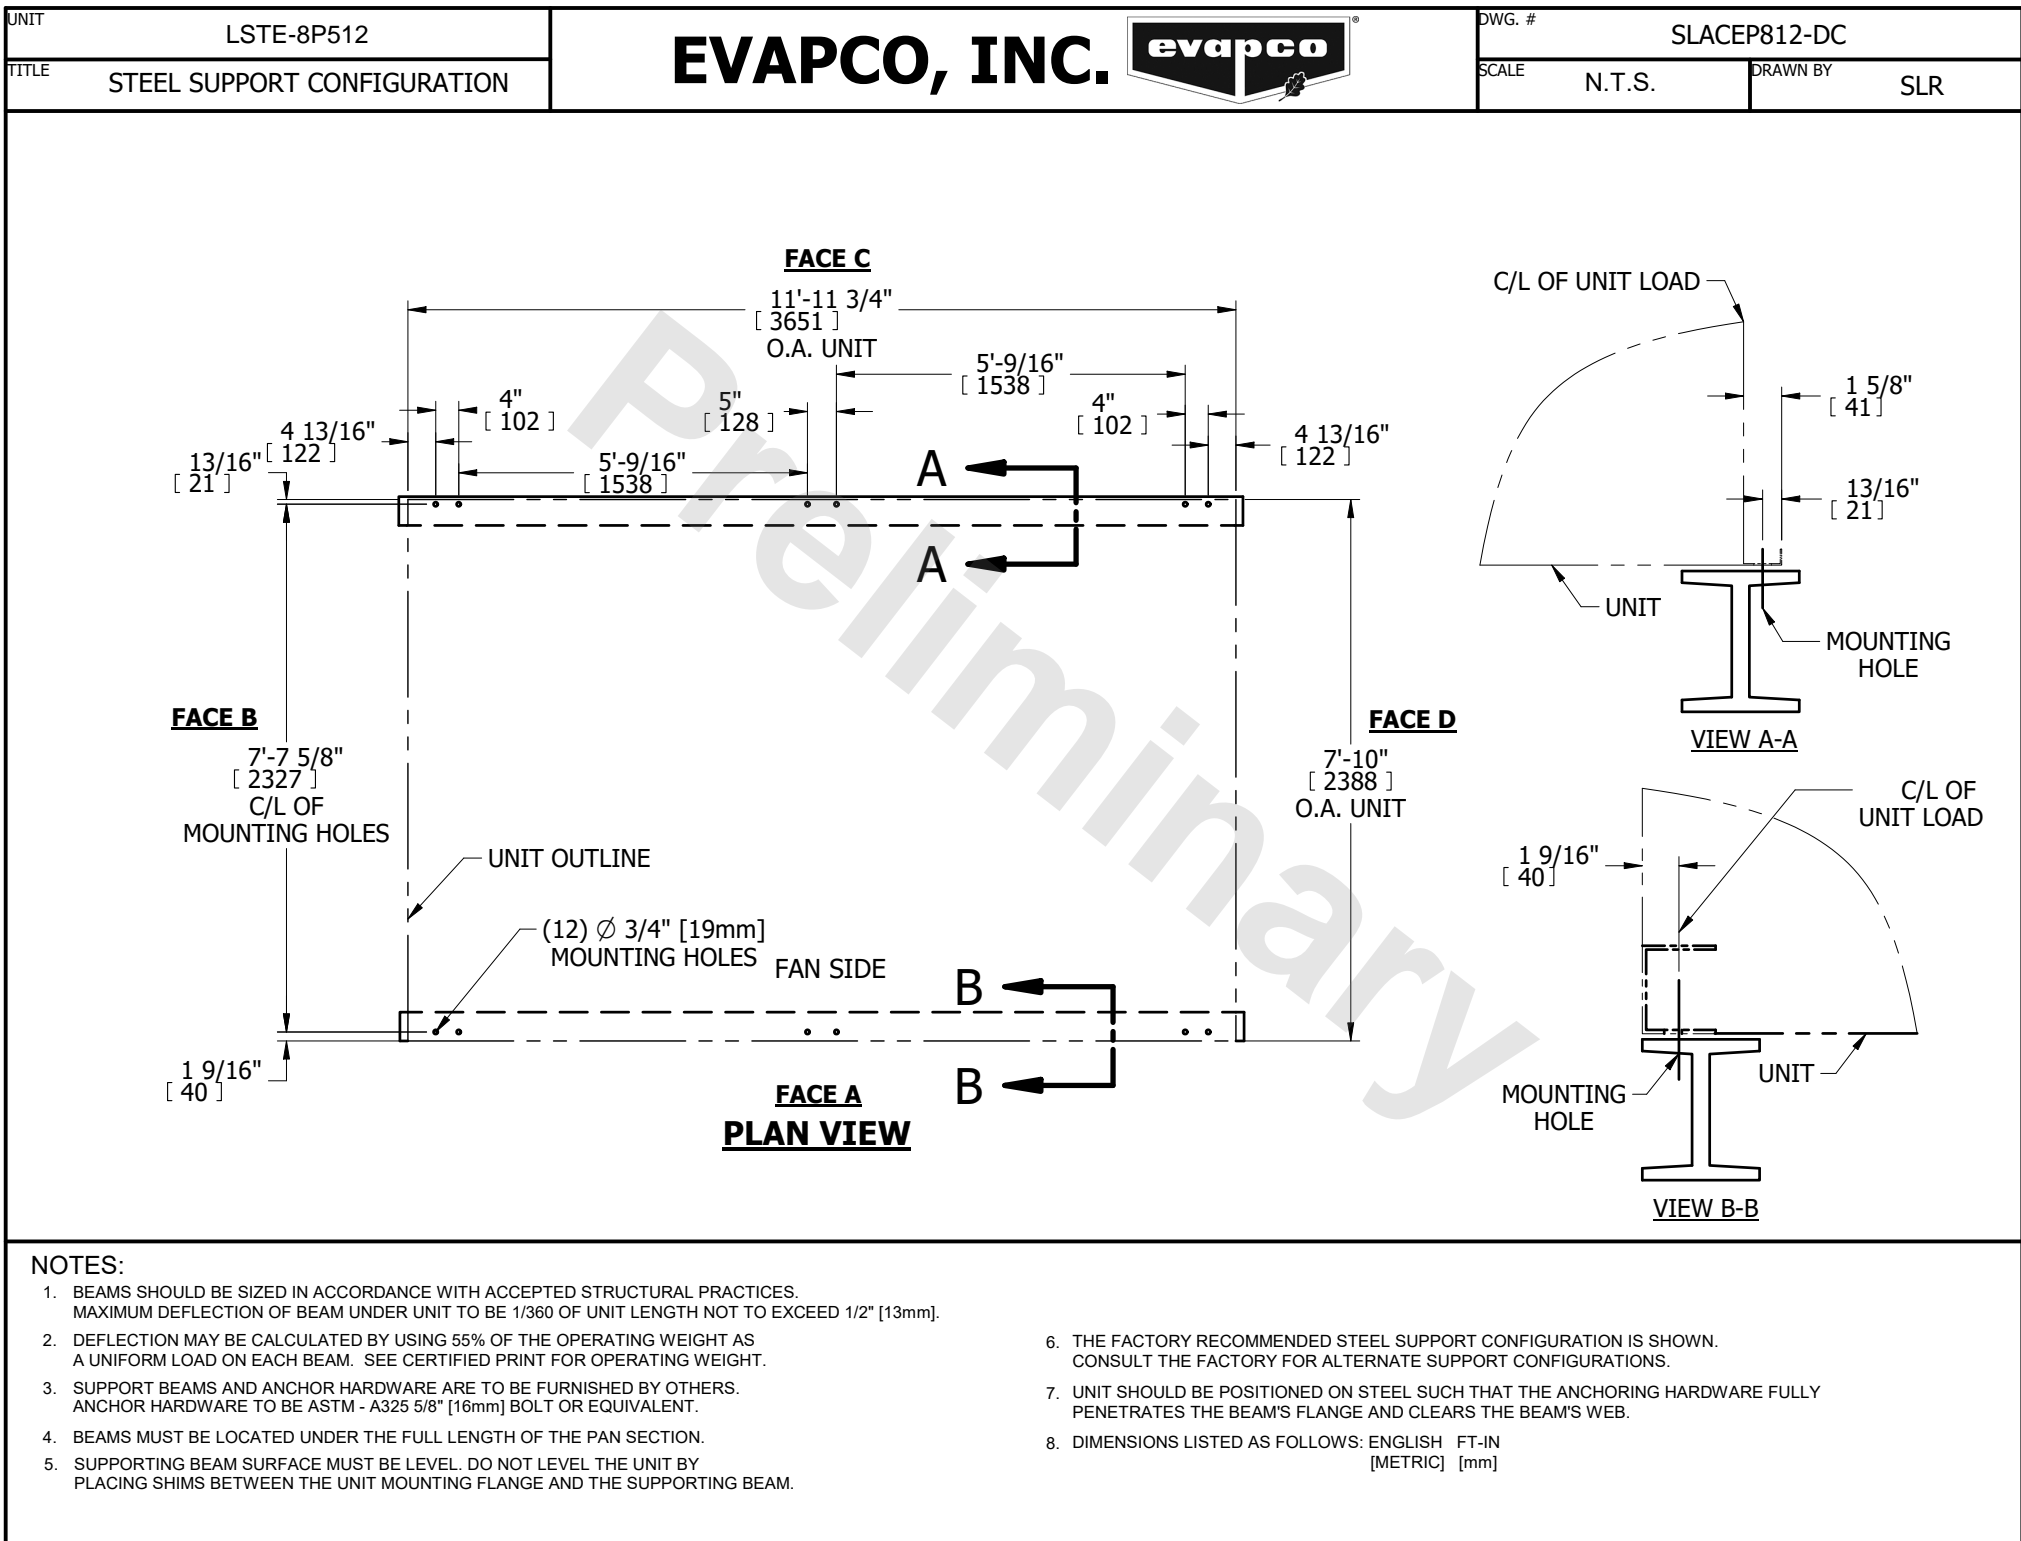 UNIT
LSTE-8P512
TITLE
STEEL SUPPORT CONFIGURATION
EVAPCO, INC.
evapco
®
DWG. #
SLACEP812-DC
SCALE
N.T.S.
DRAWN BY
SLR
FACE C
11'-11 3/4"
[ 3651 ]
O.A. UNIT
5'-9/16"
[ 1538 ]
4"
[ 102 ]
5"
[ 128 ]
4"
[ 102 ]
4 13/16"
[ 122 ]
4 13/16"
[ 122 ]
13/16"
[ 21 ]
5'-9/16"
[ 1538 ]
A
A
FACE B
7'-7 5/8"
[ 2327 ]
C/L OF
MOUNTING HOLES
FACE D
7'-10"
[ 2388 ]
O.A. UNIT
UNIT OUTLINE
(12) Ø 3/4" [19mm]
MOUNTING HOLES
FAN SIDE
B
B
1 9/16"
[ 40 ]
FACE A
PLAN VIEW
Preliminary
C/L OF UNIT LOAD
1 5/8"
[ 41 ]
13/16"
[ 21 ]
UNIT
MOUNTING
HOLE
VIEW A-A
C/L OF
UNIT LOAD
1 9/16"
[ 40 ]
UNIT
MOUNTING
HOLE
VIEW B-B
NOTES:
1. BEAMS SHOULD BE SIZED IN ACCORDANCE WITH ACCEPTED STRUCTURAL PRACTICES.
MAXIMUM DEFLECTION OF BEAM UNDER UNIT TO BE 1/360 OF UNIT LENGTH NOT TO EXCEED 1/2" [13mm].
2. DEFLECTION MAY BE CALCULATED BY USING 55% OF THE OPERATING WEIGHT AS
A UNIFORM LOAD ON EACH BEAM. SEE CERTIFIED PRINT FOR OPERATING WEIGHT.
3. SUPPORT BEAMS AND ANCHOR HARDWARE ARE TO BE FURNISHED BY OTHERS.
ANCHOR HARDWARE TO BE ASTM - A325 5/8" [16mm] BOLT OR EQUIVALENT.
4. BEAMS MUST BE LOCATED UNDER THE FULL LENGTH OF THE PAN SECTION.
5. SUPPORTING BEAM SURFACE MUST BE LEVEL. DO NOT LEVEL THE UNIT BY
PLACING SHIMS BETWEEN THE UNIT MOUNTING FLANGE AND THE SUPPORTING BEAM.
6. THE FACTORY RECOMMENDED STEEL SUPPORT CONFIGURATION IS SHOWN.
CONSULT THE FACTORY FOR ALTERNATE SUPPORT CONFIGURATIONS.
7. UNIT SHOULD BE POSITIONED ON STEEL SUCH THAT THE ANCHORING HARDWARE FULLY
PENETRATES THE BEAM'S FLANGE AND CLEARS THE BEAM'S WEB.
8. DIMENSIONS LISTED AS FOLLOWS: ENGLISH FT-IN
[METRIC] [mm]